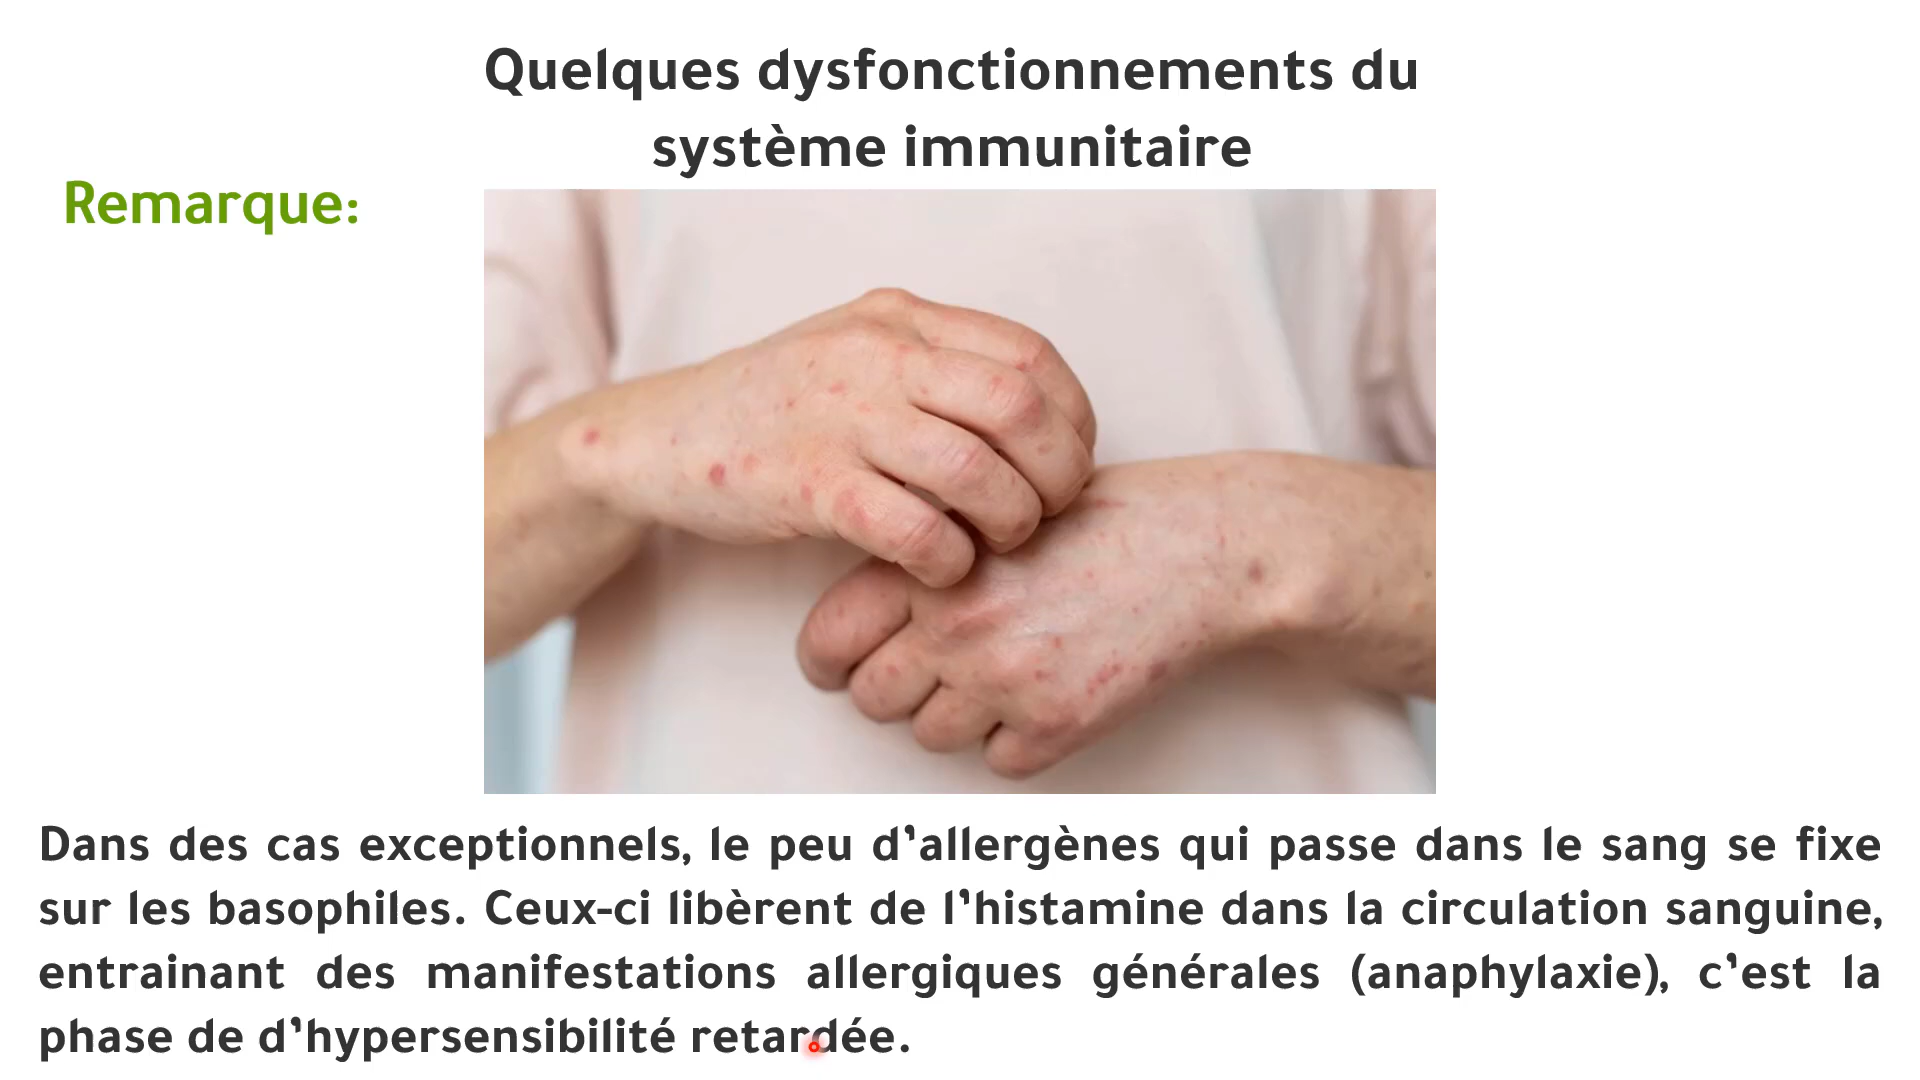 Quelques dysfonctionnements du
système immunitaire
Remarque:
Dans des cas exceptionnels, le peu d’allergènes qui passe dans le sang se fixe
sur les basophiles. Ceux-ci libèrent de l’histamine dans la circulation sanguine,
entrainant des manifestations allergiques générales (anaphylaxie), c’est la
phase de d’hypersensibilité retardée.